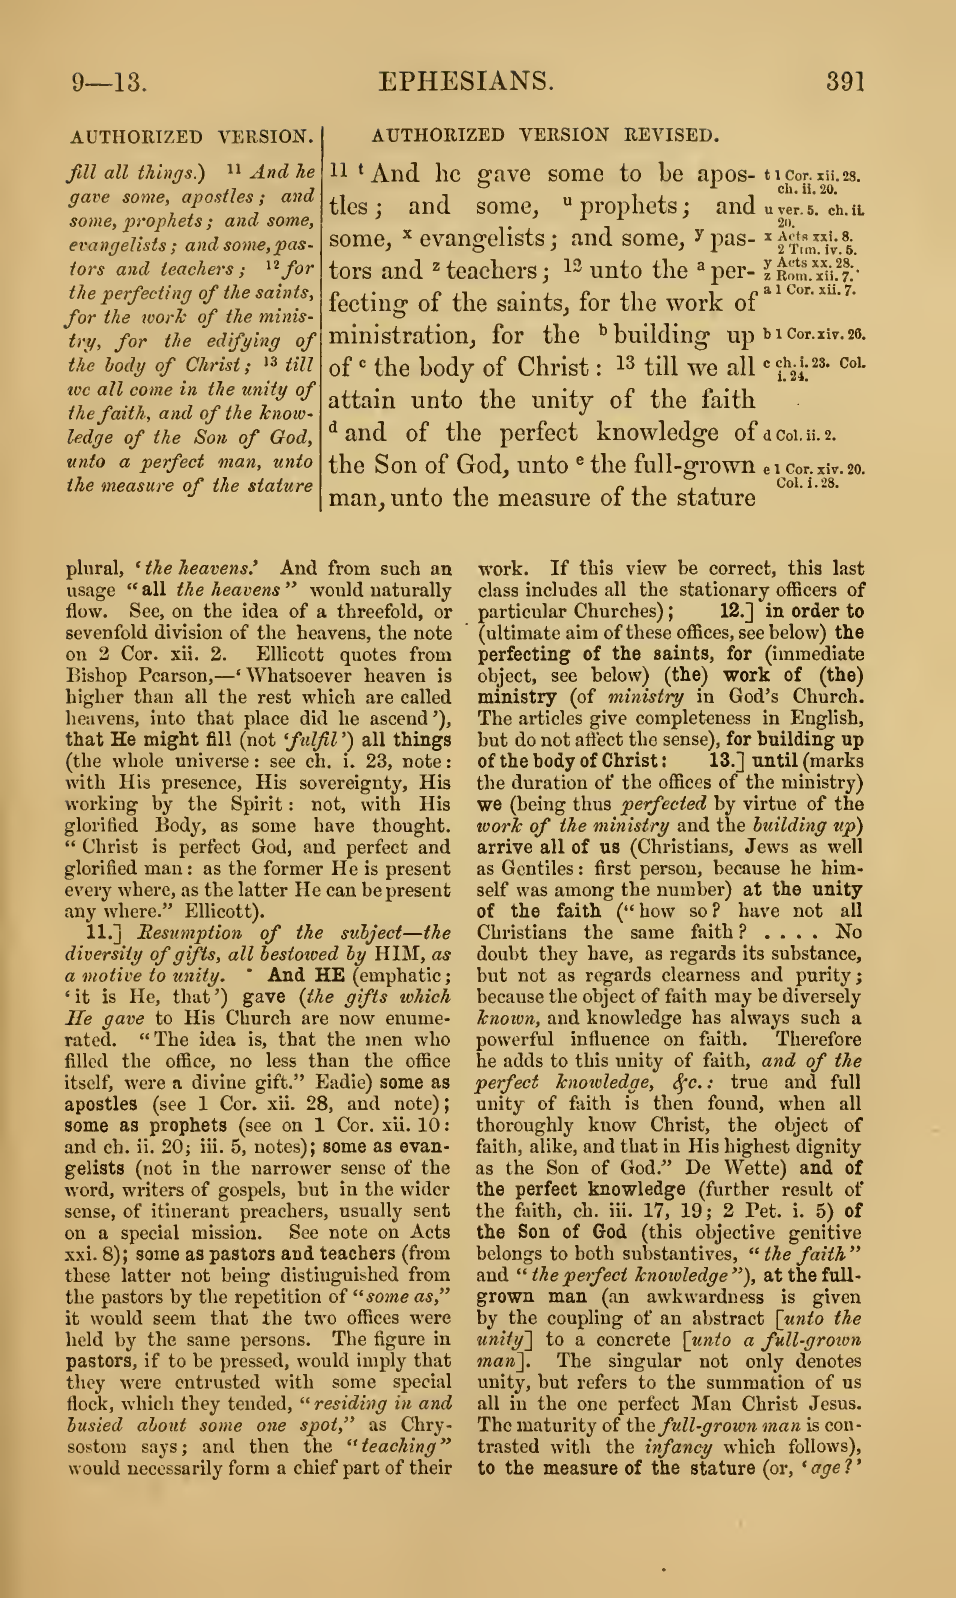 9—13.
EPHESIANS.
391
AUTHORIZED VERSION.
fill all things.) 11 And he
gave some, apostles; and
some, prophets; and some,
evangelists; and some, pas-
tors and teachers; 12 for
the perfecting of the saints,
for the work of the minis-
try, for the edifying of
the body of Christ; 13 till
we all come in the unity of
the faith, and of the know-
ledge of the Son of God,
unto a perfect man, unto
the measure of the stature
AUTHORIZED VERSION REVISED.
11 t And he gave some to be apos-
tles; and some, u prophets; and
some, x evangelists; and some, y pas-
tors and z teachers; 12 unto the a per-
fecting of the saints, for the work of
ministration, for the b building up
of c the body of Christ: 13 till we all
attain unto the unity of the faith
d and of the perfect knowledge of
the Son of God, unto e the full-grown
man, unto the measure of the stature
t 1 Cor. xii. 28.
ch. ii. 20.
u ver. 5. ch. ii.
20.
x Acts xxi. 8.
2 Tim. iv. 5.
y Acts xx. 28.
z Rom. xii. 7.
a 1 Cor. xii. 7.
b 1 Cor. xiv. 26.
c ch. i. 23. Col.
i. 24.
d Col. ii. 2.
e 1 Cor. xiv. 20.
Col. i. 28.
plural, ‘the heavens.’ And from such an
usage “all the heavens” would naturally
flow. See, on the idea of a threefold, or
sevenfold division of the heavens, the note
on 2 Cor. xii. 2. Ellicott quotes from
Bishop Pearson,—‘Whatsoever heaven is
higher than all the rest which are called
heavens, into that place did he ascend’),
that He might fill (not ‘fulfil’) all things
(the whole universe: see ch. i. 23, note:
with His presence, His sovereignty, His
working by the Spirit: not, with His
glorified Body, as some have thought.
“Christ is perfect God, and perfect and
glorified man: as the former He is present
every where, as the latter He can be present
any where.” Ellicott).
11.] Resumption of the subject—the
diversity of gifts, all bestowed by HIM, as
a motive to unity. And HE (emphatic;
‘it is He, that’) gave (the gifts which
He gave to His Church are now enume-
rated. “The idea is, that the men who
filled the office, no less than the office
itself, were a divine gift.” Eadie) some as
apostles (see 1 Cor. xii. 28, and note);
some as prophets (see on 1 Cor. xii. 10:
and ch. ii. 20; iii. 5, notes); some as evan-
gelists (not in the narrower sense of the
word, writers of gospels, but in the wider
sense, of itinerant preachers, usually sent
on a special mission. See note on Acts
xxi. 8); some as pastors and teachers (from
these latter not being distinguished from
the pastors by the repetition of “some as,”
it would seem that the two offices were
held by the same persons. The figure in
pastors, if to be pressed, would imply that
they were entrusted with some special
flock, which they tended, “residing in and
busied about some one spot,” as Chry-
sostom says; and then the “teaching”
would necessarily form a chief part of their
work. If this view be correct, this last
class includes all the stationary officers of
particular Churches); 12.] in order to
(ultimate aim of these offices, see below) the
perfecting of the saints, for (immediate
object, see below) (the) work of (the)
ministry (of ministry in God’s Church.
The articles give completeness in English,
but do not affect the sense), for building up
of the body of Christ: 13.] until (marks
the duration of the offices of the ministry)
we (being thus perfected by virtue of the
work of the ministry and the building up)
arrive all of us (Christians, Jews as well
as Gentiles: first person, because he him-
self was among the number) at the unity
of the faith (“how so? have not all
Christians the same faith? . . . . No
doubt they have, as regards its substance,
but not as regards clearness and purity;
because the object of faith may be diversely
known, and knowledge has always such a
powerful influence on faith. Therefore
he adds to this unity of faith, and of the
perfect knowledge, &c.: true and full
unity of faith is then found, when all
thoroughly know Christ, the object of
faith, alike, and that in His highest dignity
as the Son of God.” De Wette) and of
the perfect knowledge (further result of
the faith, ch. iii. 17, 19; 2 Pet. i. 5) of
the Son of God (this objective genitive
belongs to both substantives, “the faith”
and “the perfect knowledge”), at the full-
grown man (an awkwardness is given
by the coupling of an abstract [unto the
unity] to a concrete [unto a full-grown
man]. The singular not only denotes
unity, but refers to the summation of us
all in the one perfect Man Christ Jesus.
The maturity of the full-grown man is con-
trasted with the infancy which follows),
to the measure of the stature (or, ‘age?’